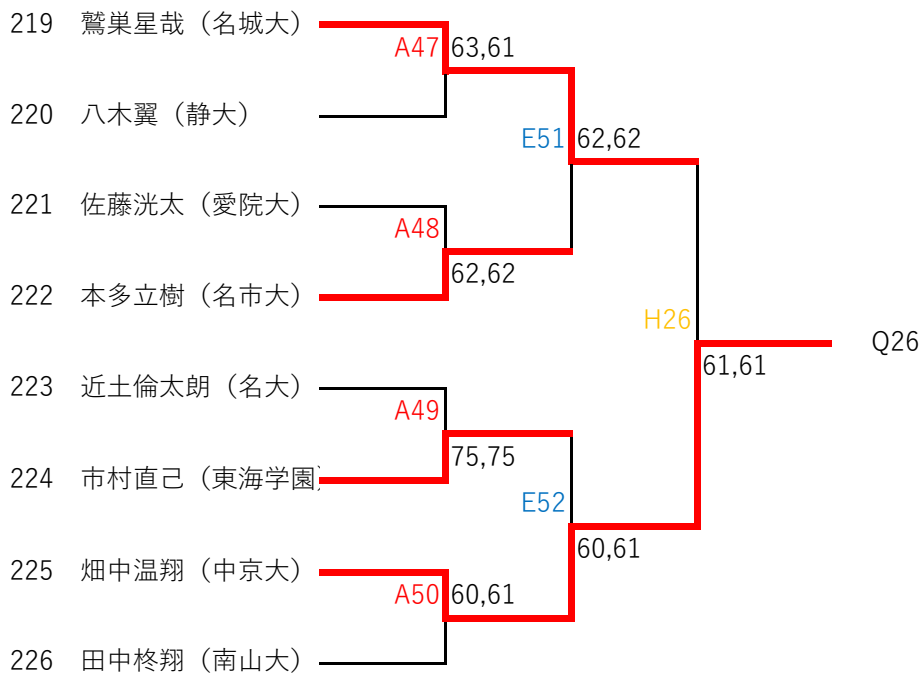 219 鷲巣星哉（名城大）
A47 63,61
220 八木翼（静大）
E51 62,62
221 佐藤洸太（愛院大）
A48
62,62
222 本多立樹（名市大）
H26
Q26
61,61
223 近土倫太朗（名大）
A49
75,75
224 市村直己（東海学園）
E52
60,61
225 畑中温翔（中京大）
A50 60,61
226 田中柊翔（南山大）